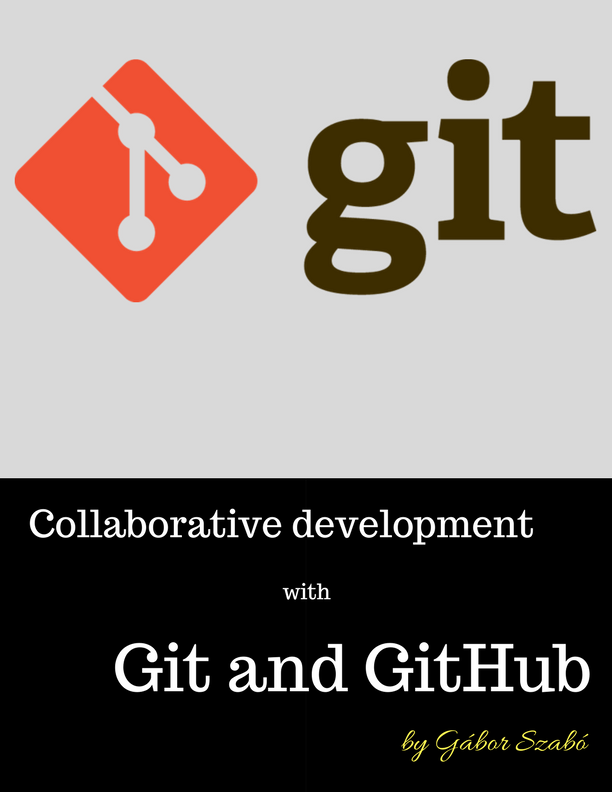 git
Collaborative development
with
Git and GitHub
by Gábor Szabó